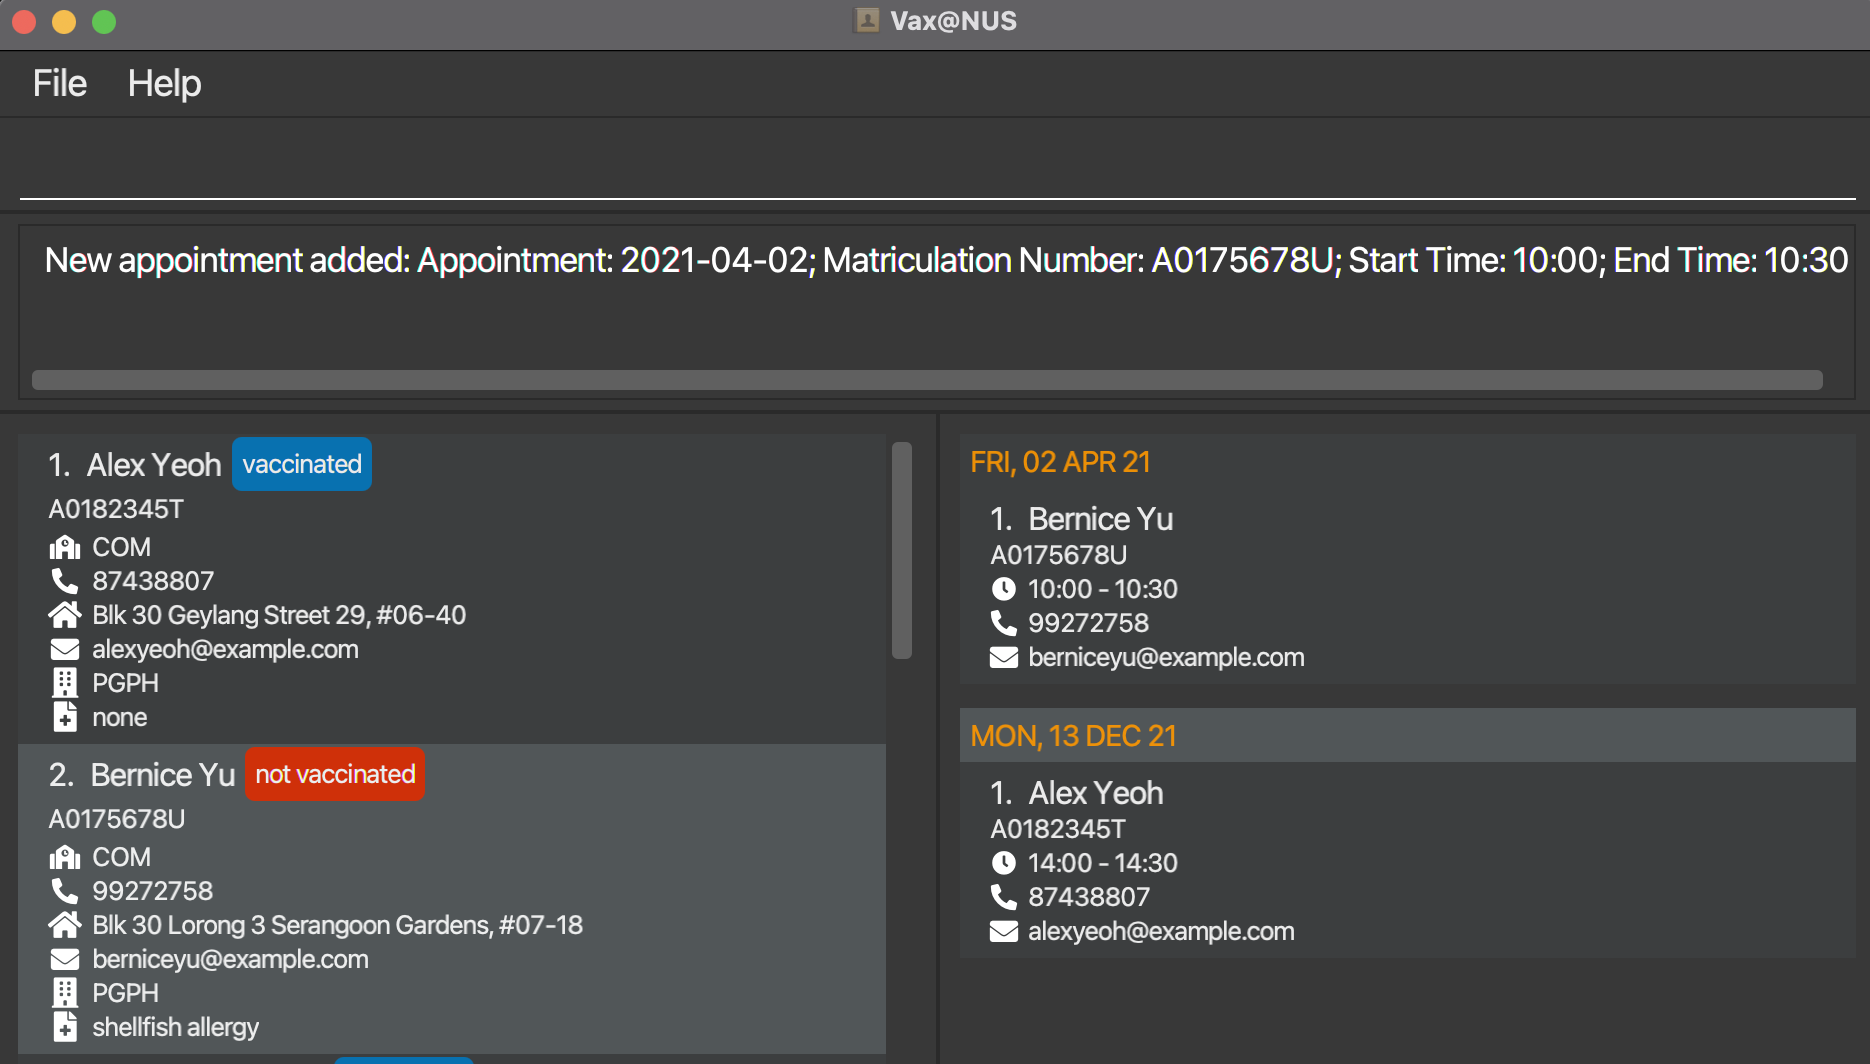 Vax@NUS
File Help
New appointment added: Appointment: 2021-04-02; Matriculation Number: A0175678U; Start Time: 10:00; End Time: 10:30
1. Alex Yeoh vaccinated
A0182345T
COM
87438807
Blk 30 Geylang Street 29, #06-40
alexyeoh@example.com
PGPH
none
2. Bernice Yu not vaccinated
A0175678U
COM
99272758
Blk 30 Lorong 3 Serangoon Gardens, #07-18
berniceyu@example.com
PGPH
shellfish allergy
FRI, 02 APR 21
1. Bernice Yu
A0175678U
10:00 - 10:30
99272758
berniceyu@example.com
MON, 13 DEC 21
1. Alex Yeoh
A0182345T
14:00 - 14:30
87438807
alexyeoh@example.com